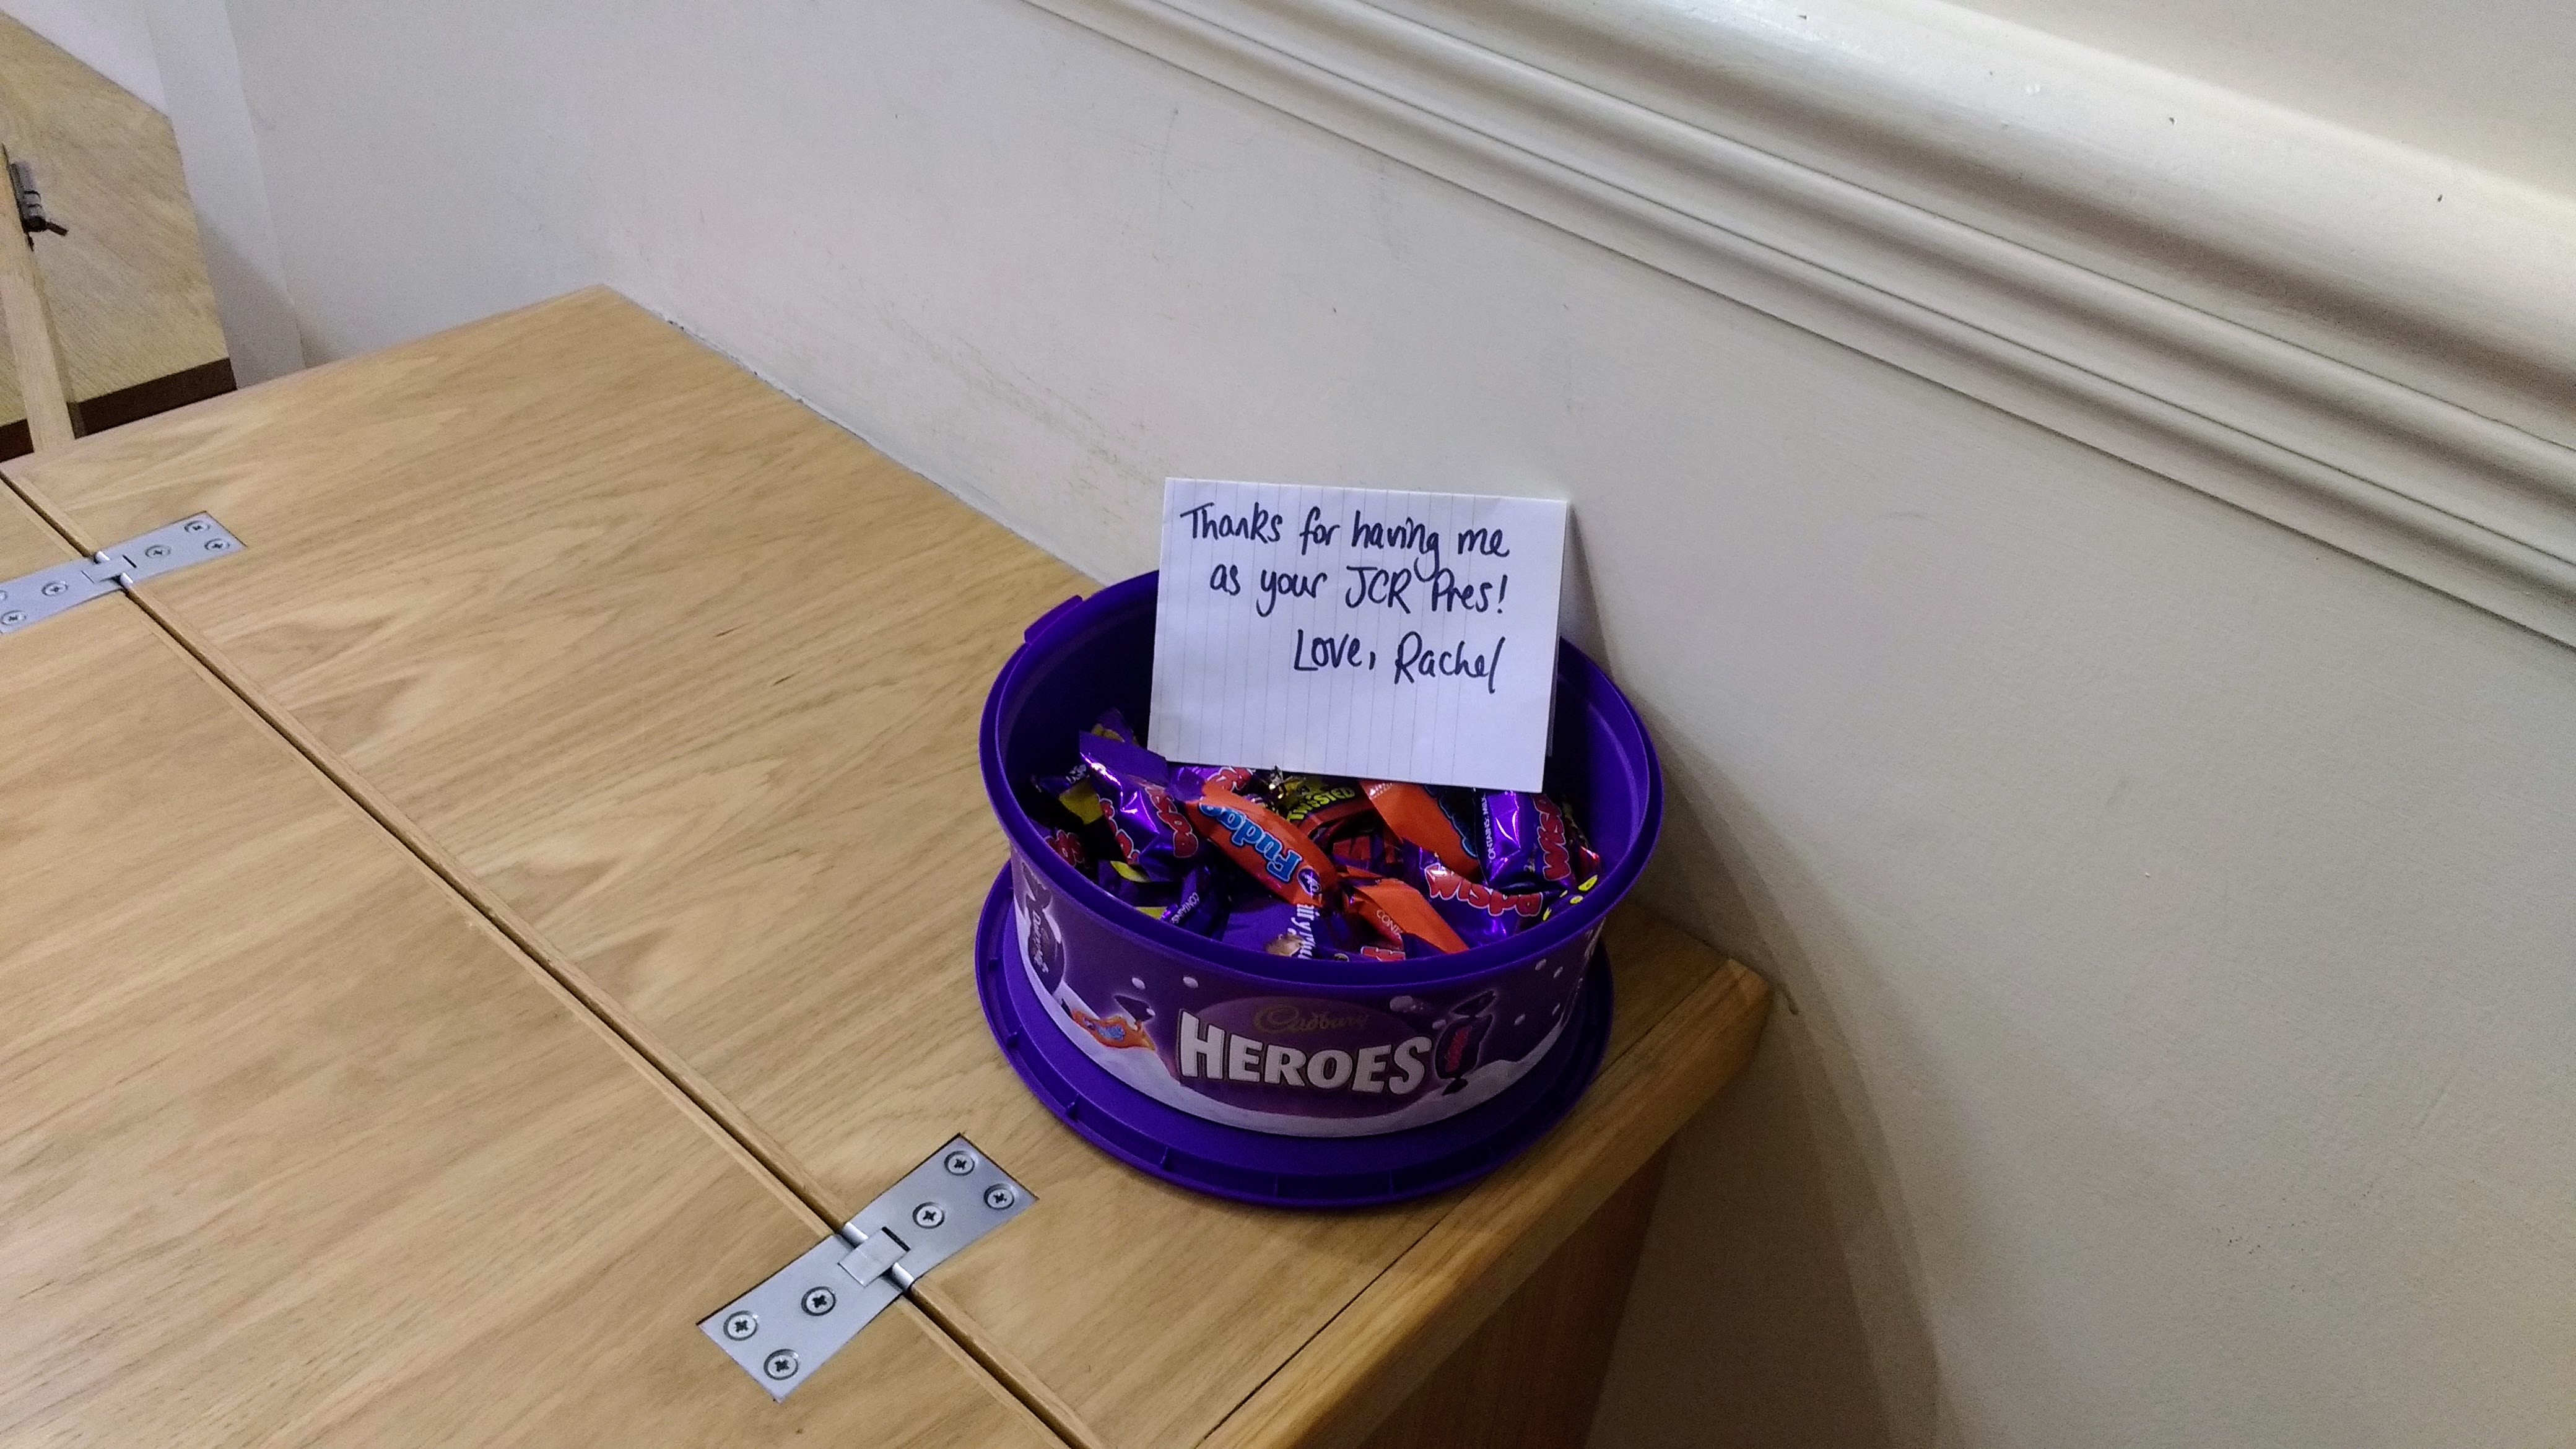 Thanks for having me
as your JCR Pres!
Love, Rachel
TWISTED
Fudge
Cadbury
HEROES